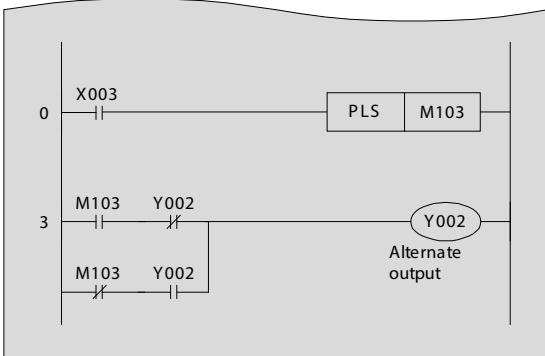 X003
0 PLS M103
M103 Y002
3 Y002
Alternate
output
M103 Y002